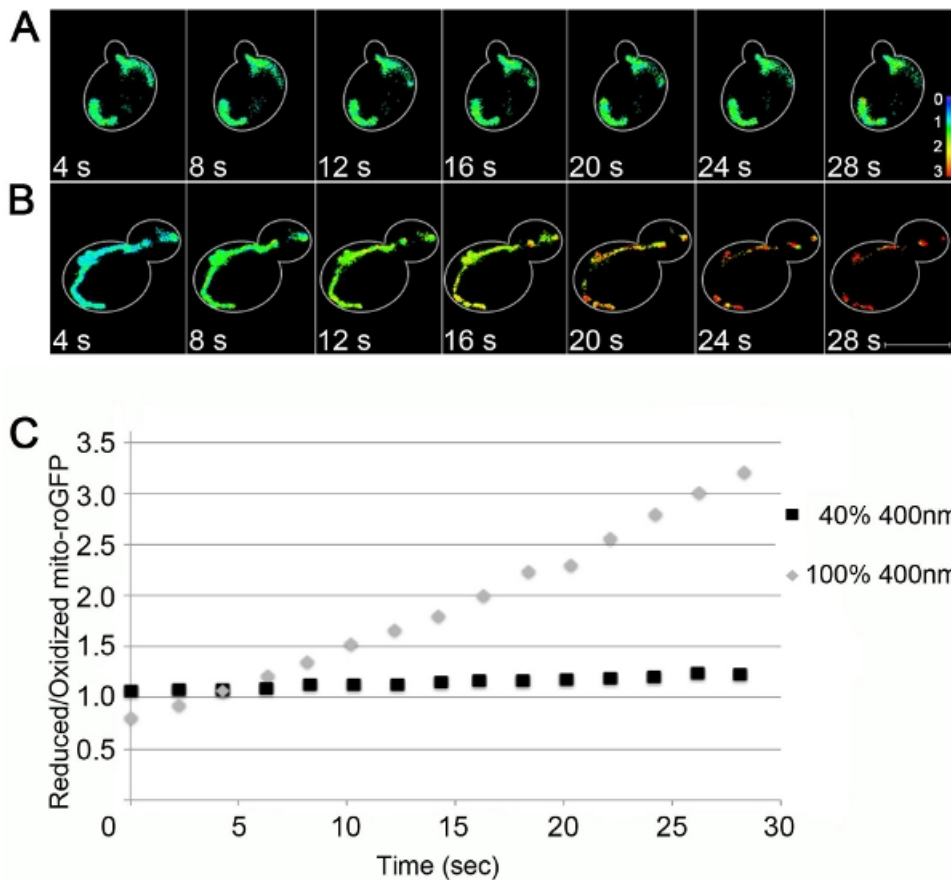 A
4 s 8 s 12 s 16 s 20 s 24 s 28 s
0
1
2
3
B
4 s 8 s 12 s 16 s 20 s 24 s 28 s
C
Reduced/Oxidized mito-roGFP
3.5
3.0
2.5
2.0
1.5
1.0
0.5
0 5 10 15 20 25 30
Time (sec)
40% 400nm
100% 400nm